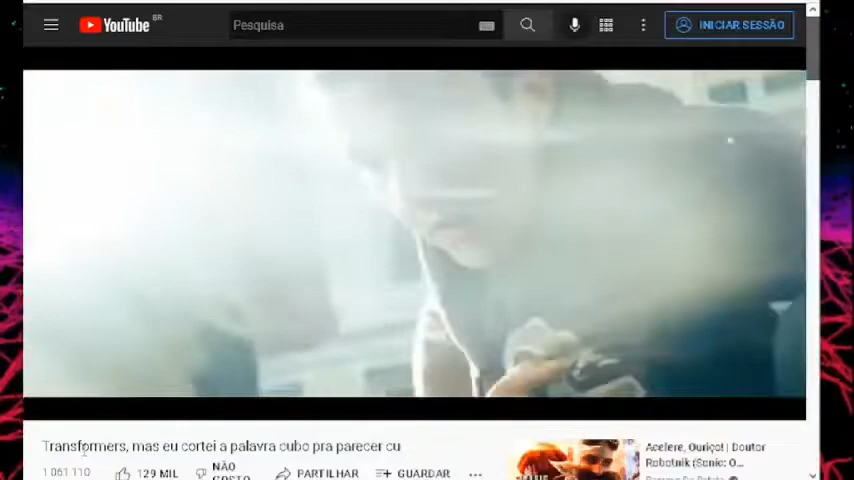 YouTube BR
Pesquisa
INICIAR SESSÃO
Transformers, mas eu cortei a palavra cubo pra parecer cu
1 061 110
129 MIL
NÃO
GOSTO
PARTILHAR
GUARDAR
Acelere, Ouriço! | Doutor
Robotnik (Sonic: O...